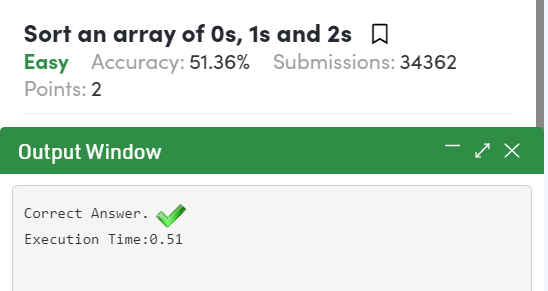 Sort an array of 0s, 1s and 2s
Easy Accuracy: 51.36% Submissions: 34362
Points: 2
Output Window
Correct Answer.
Execution Time:0.51